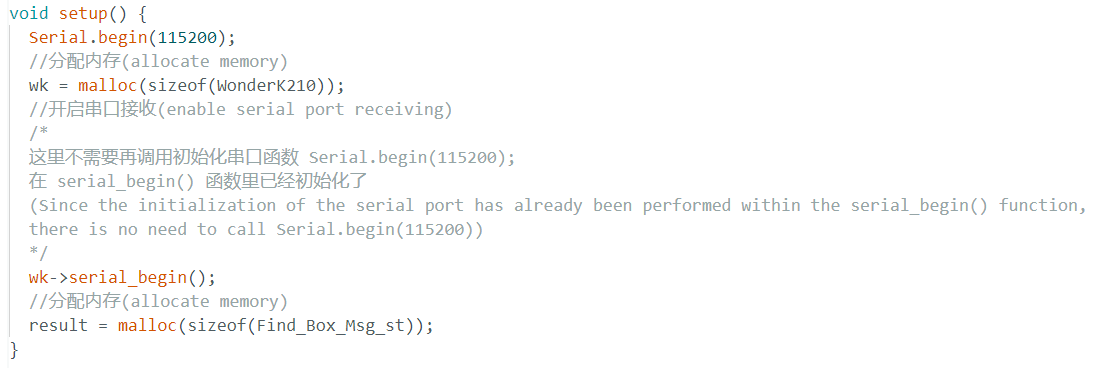 void setup() {
Serial.begin(115200);
//分配内存(allocate memory)
wk = malloc(sizeof(WonderK210));
//开启串口接收(enable serial port receiving)
/*
这里不需要再调用初始化串口函数 Serial.begin(115200);
在 serial_begin() 函数里已经初始化了
(Since the initialization of the serial port has already been performed within the serial_begin() function,
there is no need to call Serial.begin(115200))
*/
wk->serial_begin();
//分配内存(allocate memory)
result = malloc(sizeof(Find_Box_Msg_st));
}